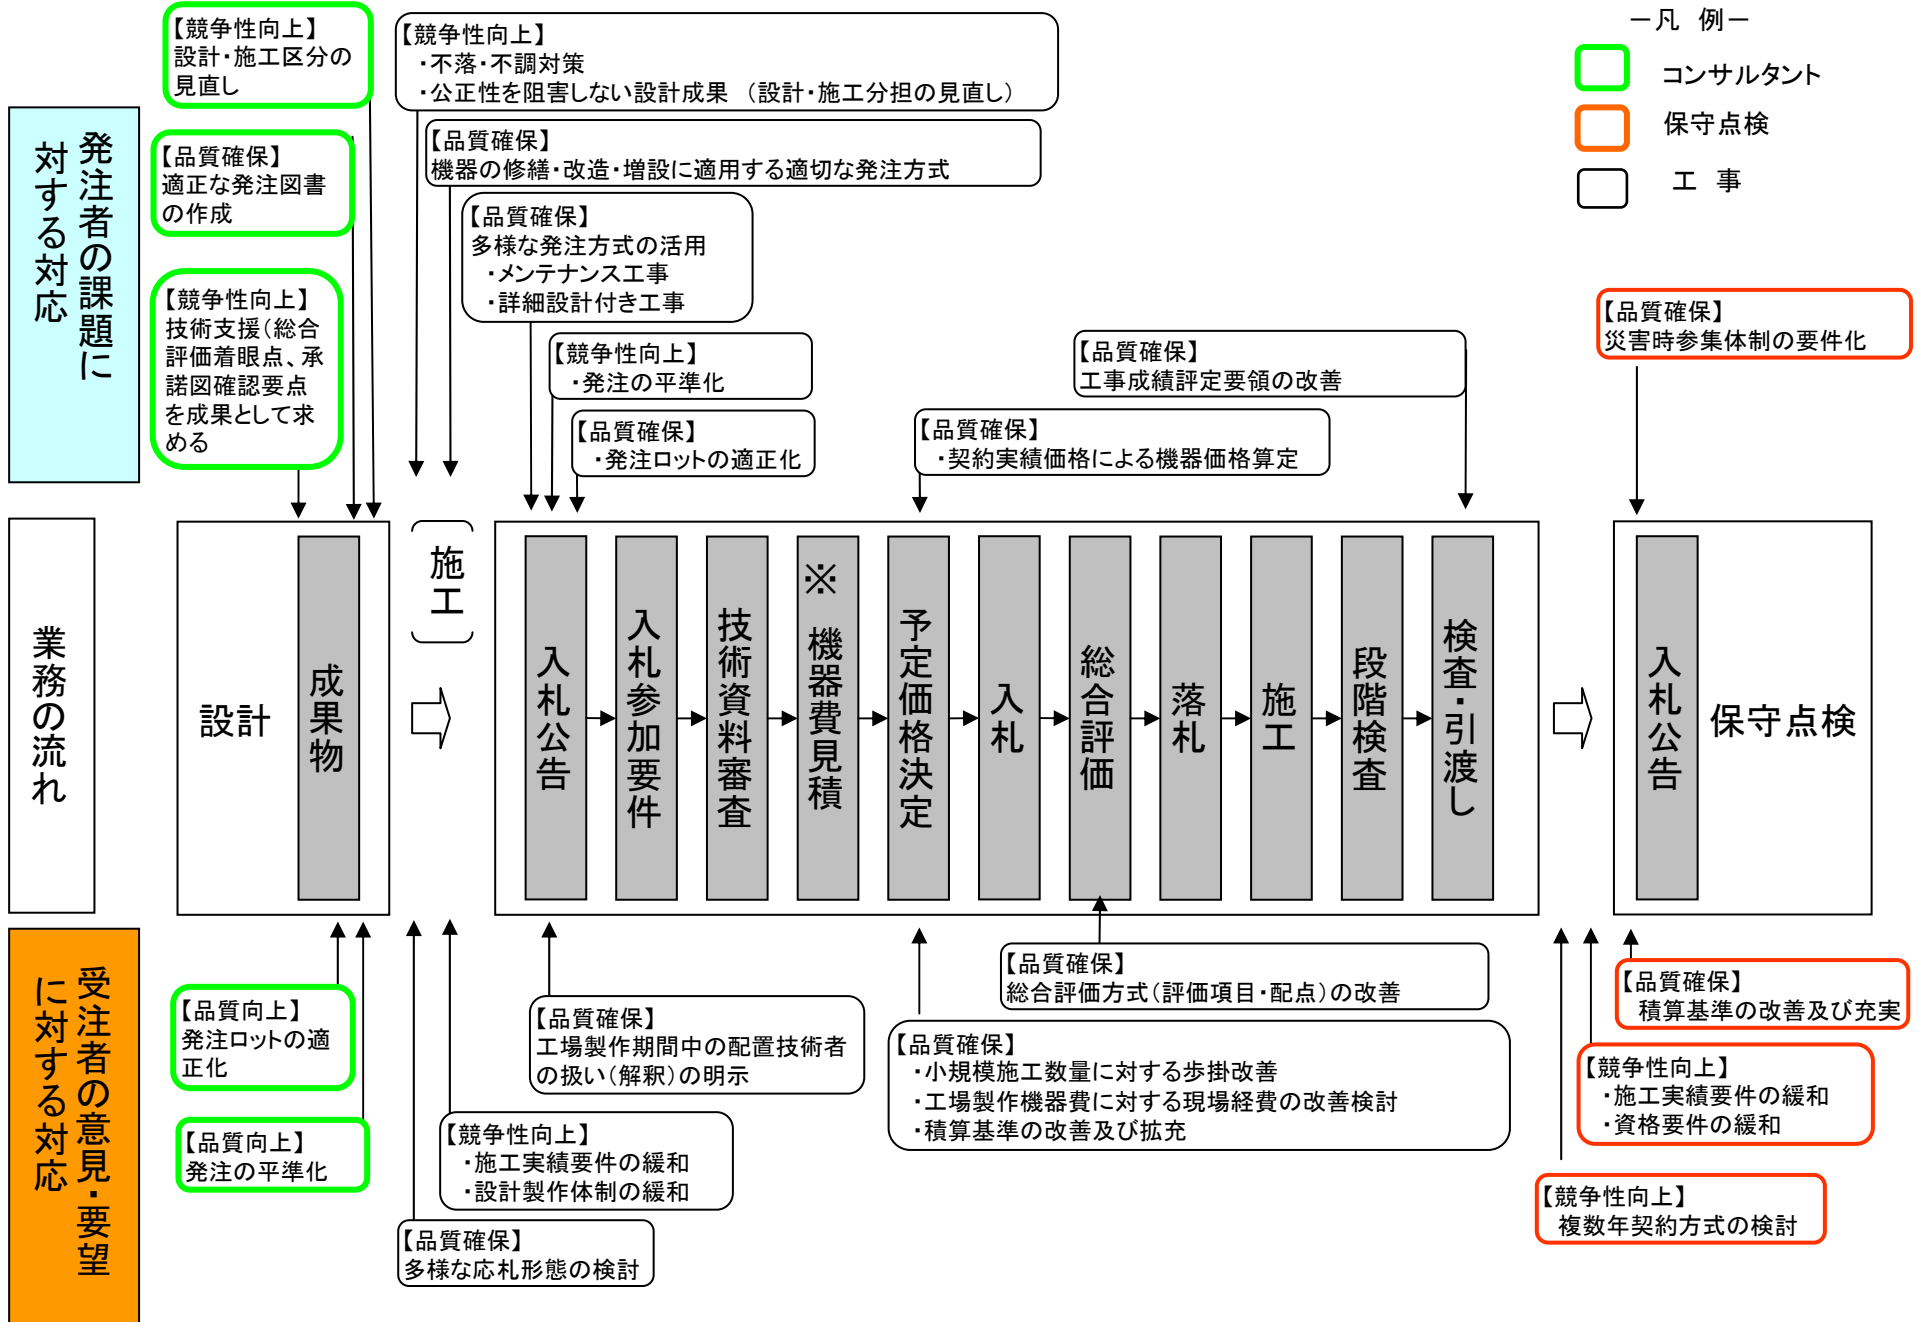 －凡 例－
コンサルタント
保守点検
工 事
発注者の課題に
対する対応
【競争性向上】
設計・施工区分の
見直し
【品質確保】
適正な発注図書
の作成
【競争性向上】
技術支援（総合
評価着眼点、承
諾図確認要点
を成果として求
める
【競争性向上】
・不落・不調対策
・公正性を阻害しない設計成果 （設計・施工分担の見直し）
【品質確保】
機器の修繕・改造・増設に適用する適切な発注方式
【品質確保】
多様な発注方式の活用
・メンテナンス工事
・詳細設計付き工事
【競争性向上】
・発注の平準化
【品質確保】
・発注ロットの適正化
【品質確保】
工事成績評定要領の改善
【品質確保】
・契約実績価格による機器価格算定
【品質確保】
災害時参集体制の要件化
業務の流れ
設計
成果物
施工
入札公告
入札参加要件
技術資料審査
※ 機器費見積
予定価格決定
入札
総合評価
落札
施工
段階検査
検査・引渡し
入札公告
保守点検
受注者の意見・要望
に対する対応
【品質向上】
発注ロットの適
正化
【品質向上】
発注の平準化
【品質確保】
工場製作期間中の配置技術者
の扱い（解釈）の明示
【競争性向上】
・施工実績要件の緩和
・設計製作体制の緩和
【品質確保】
多様な応札形態の検討
【品質確保】
総合評価方式（評価項目・配点）の改善
【品質確保】
・小規模施工数量に対する歩掛改善
・工場製作機器費に対する現場経費の改善検討
・積算基準の改善及び拡充
【品質確保】
積算基準の改善及び充実
【競争性向上】
・施工実績要件の緩和
・資格要件の緩和
【競争性向上】
複数年契約方式の検討